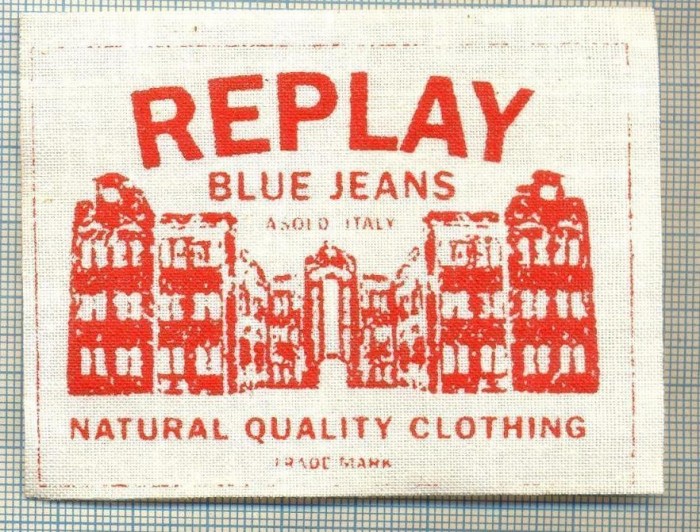 REPLAY
BLUE JEANS
ASOLO ITALY
NATURAL QUALITY CLOTHING
TRADE MARK